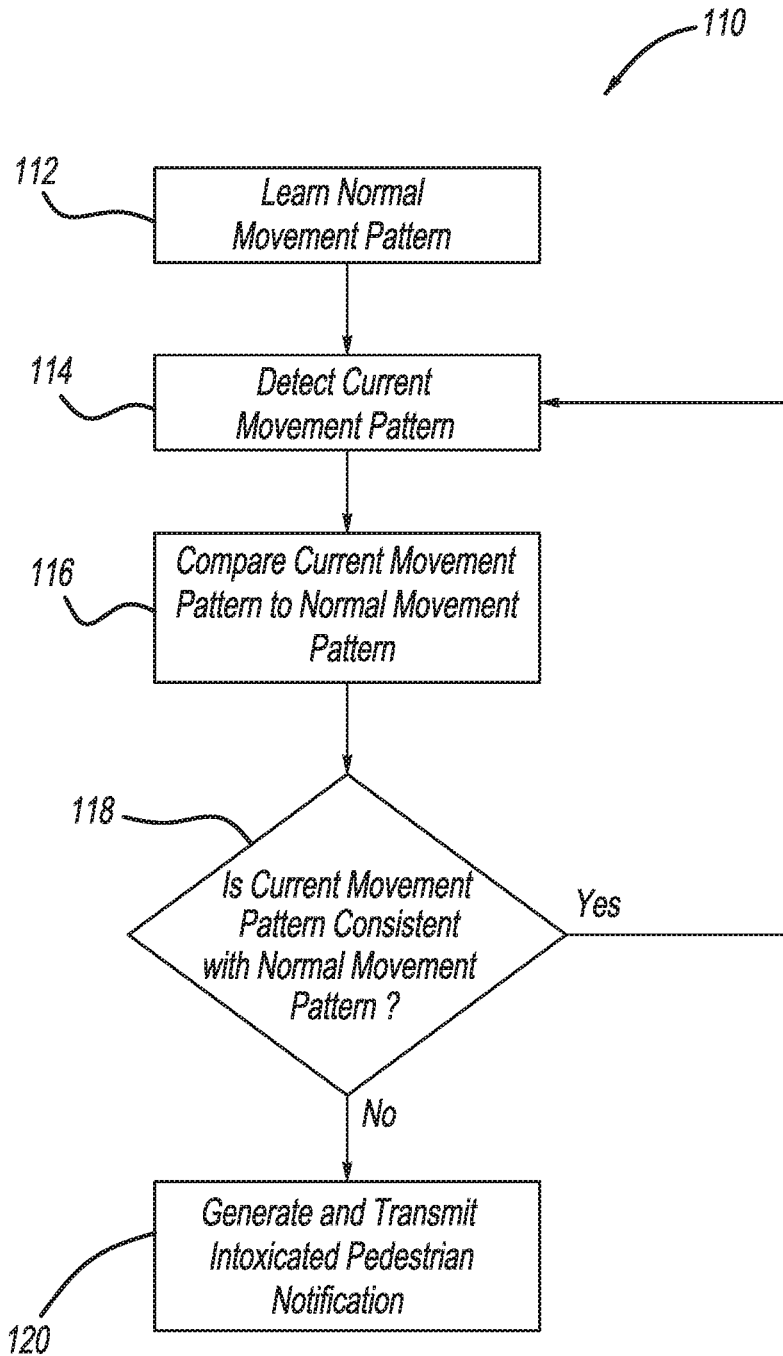 110
112
Learn Normal
Movement Pattern
114
Detect Current
Movement Pattern
116
Compare Current Movement
Pattern to Normal Movement
Pattern
118
Is Current Movement
Pattern Consistent
with Normal Movement
Pattern ?
Yes
No
Generate and Transmit
Intoxicated Pedestrian
Notification
120